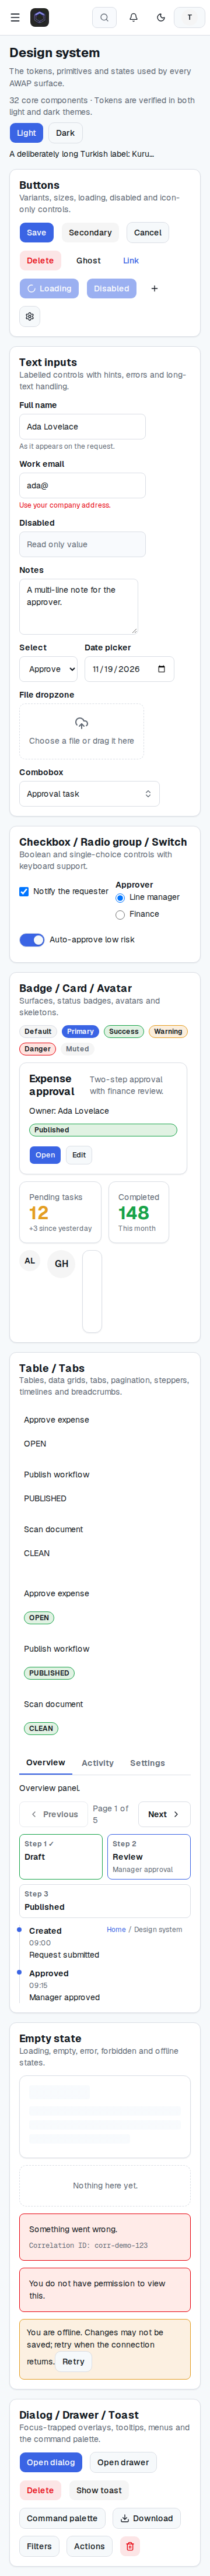 T
Design system
The tokens, primitives and states used by every
AWAP surface.
32 core components · Tokens are verified in both
light and dark themes.
Light Dark
A deliberately long Turkish label: Kuru...
Buttons
Variants, sizes, loading, disabled and icon-
only controls.
Save Secondary Cancel
Delete Ghost Link
Loading Disabled +
Text inputs
Labelled controls with hints, errors and long-
text handling.
Full name
Ada Lovelace
As it appears on the request.
Work email
ada@
Use your company address.
Disabled
Read only value
Notes
A multi-line note for the
approver.
Select Date picker
Approve 11/19/2026
File dropzone
Choose a file or drag it here
Combobox
Approval task
Checkbox / Radio group / Switch
Boolean and single-choice controls with
keyboard support.
Notify the requester
Approver
Line manager
Finance
Auto-approve low risk
Badge / Card / Avatar
Surfaces, status badges, avatars and
skeletons.
Default Primary Success Warning
Danger Muted
Expense
approval
Two-step approval
with finance review.
Owner: Ada Lovelace
Published
Open Edit
Pending tasks
12
+3 since yesterday
Completed
148
This month
AL GH
Table / Tabs
Tables, data grids, tabs, pagination, steppers,
timelines and breadcrumbs.
Approve expense
OPEN
Publish workflow
PUBLISHED
Scan document
CLEAN
Approve expense
OPEN
Publish workflow
PUBLISHED
Scan document
CLEAN
Overview Activity Settings
Overview panel.
Previous Page 1 of
5 Next
Step 1 ✓
Draft
Step 2
Review
Manager approval
Step 3
Published
Created
09:00
Request submitted
Approved
09:15
Manager approved
Home / Design system
Empty state
Loading, empty, error, forbidden and offline
states.
Nothing here yet.
Something went wrong.
Correlation ID: corr-demo-123
You do not have permission to view
this.
You are offline. Changes may not be
saved; retry when the connection
returns. Retry
Dialog / Drawer / Toast
Focus-trapped overlays, tooltips, menus and
the command palette.
Open dialog Open drawer
Delete Show toast
Command palette Download
Filters Actions